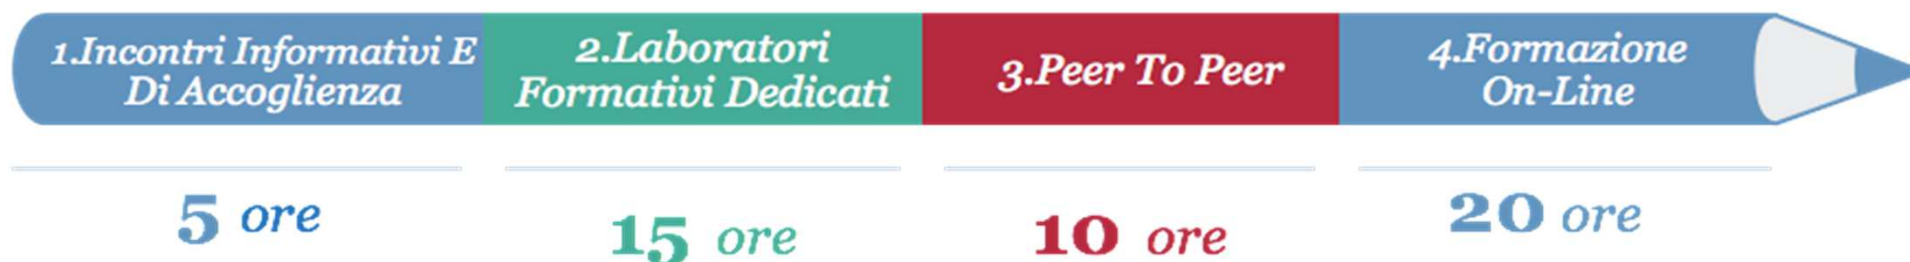 1.Incontri Informativi E
Di Accoglienza
2.Laboratori
Formativi Dedicati
3.Peer To Peer
4.Formazione
On-Line
5 ore
15 ore
10 ore
20 ore